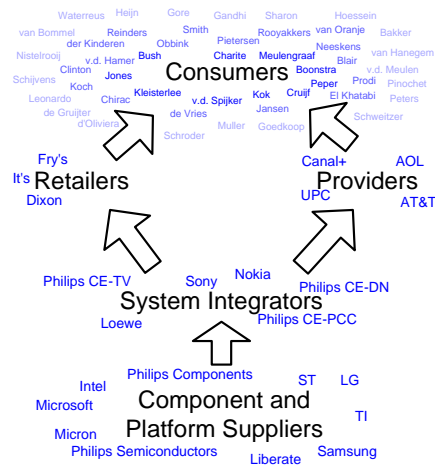 Waterreus Heijn Gore Gandhi Sharon Hoessein
van Bommel Reinders Smith Pietersen Rooyakkers van Oranje Bakker
der Kinderen Obbink Neeskens van Hanegem
Nistelrooij v.d. Hamer Bush Charite Meulengraaf Blair
Clinton Consumers Boonstra v.d. Meulen
Schijvens Jones Peper Prodi Pinochet
Koch Kleisterlee Kok Cruijf El Khatabi
Leonardo Chirac v.d. Spijker Jansen Peters
de Gruijter de Vries Schweitzer
d'Oliviera Muller Goedkoop
Schroder
Fry's Canal+ AOL
It's Retailers Providers
Dixon UPC AT&T
Philips CE-TV Sony Nokia Philips CE-DN
System Integrators
Loewe Philips CE-PCC
Philips Components ST LG
Intel Component and
Microsoft Platform Suppliers TI
Micron
Philips Semiconductors Liberate Samsung